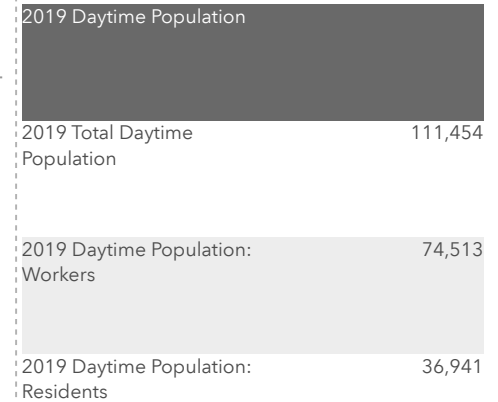 2019 Daytime Population
2019 Total Daytime 111,454
Population
2019 Daytime Population: 74,513
Workers
2019 Daytime Population: 36,941
Residents